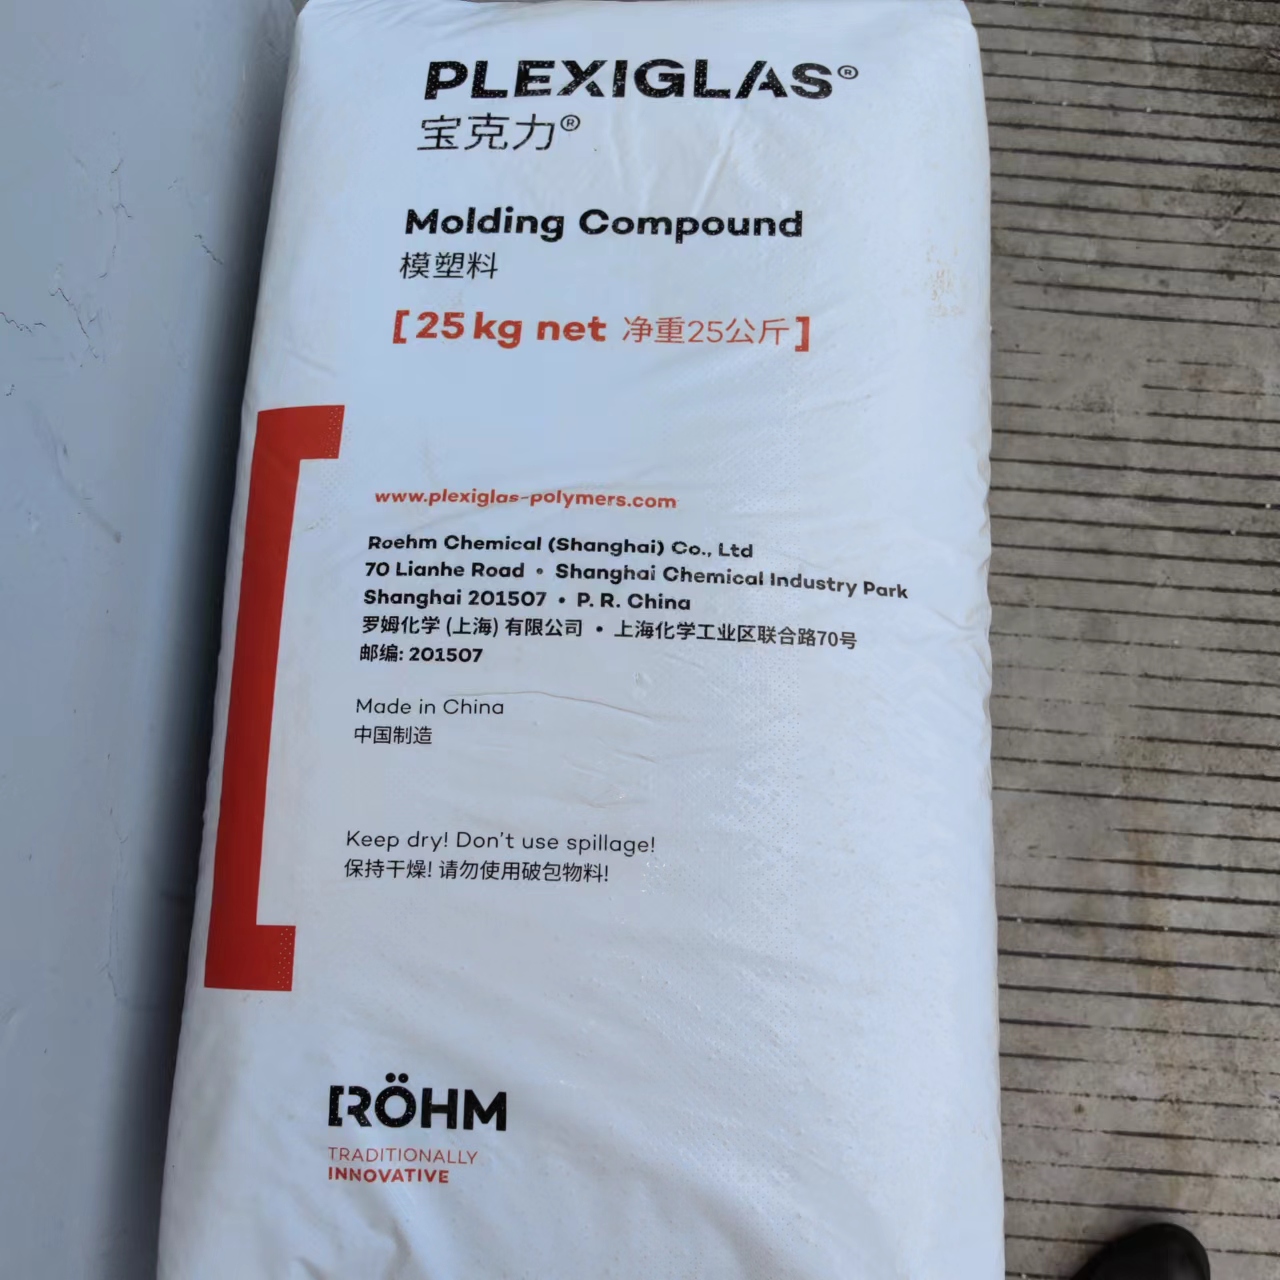 PLEXIGLAS®
宝克力®
Molding Compound
模塑料
[25 kg net 净重25公斤]
www.plexiglas-polymers.com
Roehm Chemical (Shanghai) Co., Ltd
70 Lianhe Road • Shanghai Chemical Industry Park
Shanghai 201507 • P. R. China
罗姆化学 (上海) 有限公司 • 上海化学工业区联合路70号
邮编: 201507
Made in China
中国制造
Keep dry! Don't use spillage!
保持干燥! 请勿使用破包物料!
RÖHM
TRADITIONALLY
INNOVATIVE